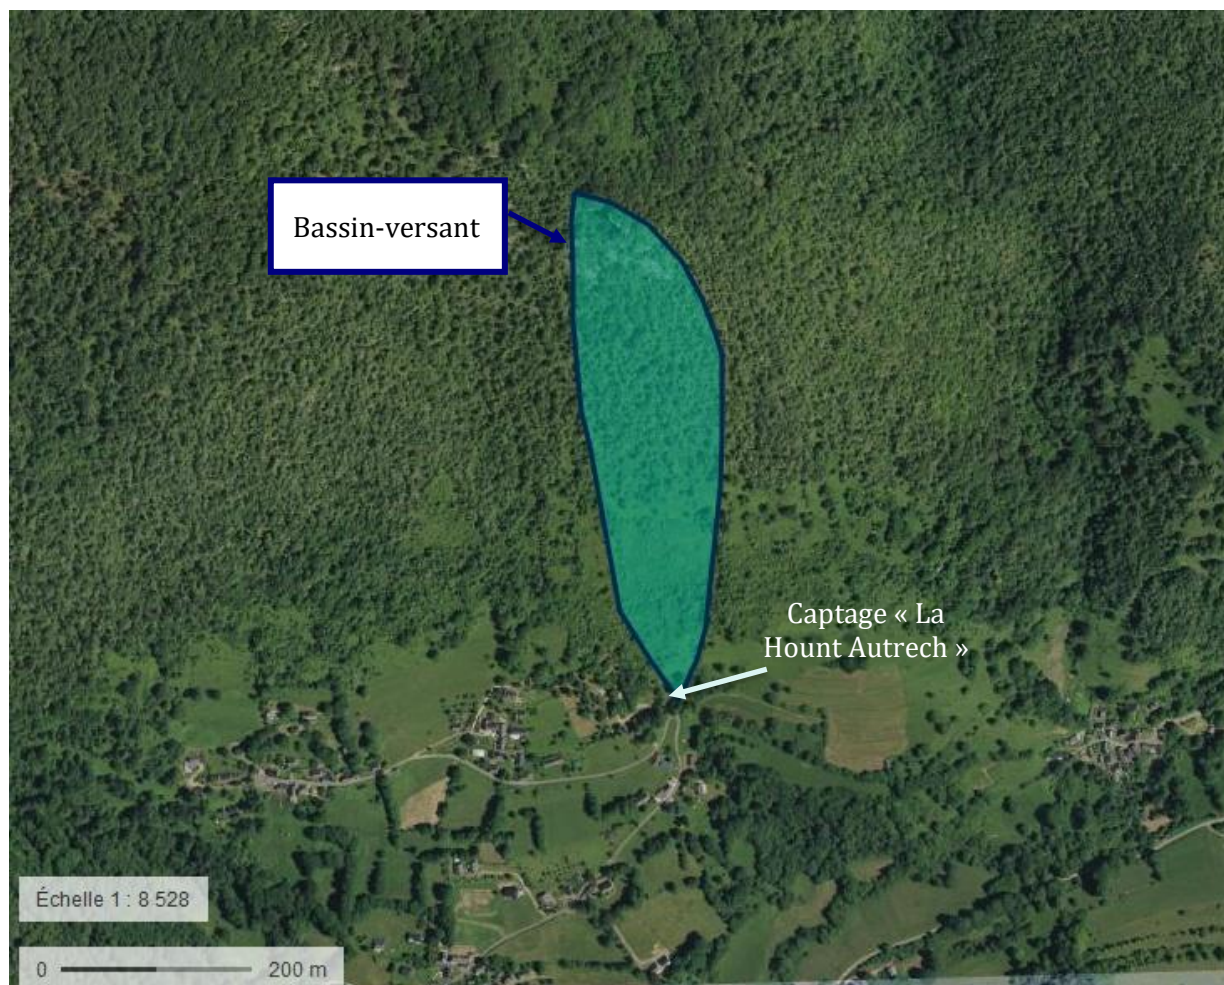 Bassin-versant
Captage « La
Hount Autrech »
Échelle 1 : 8 528
0 200 m